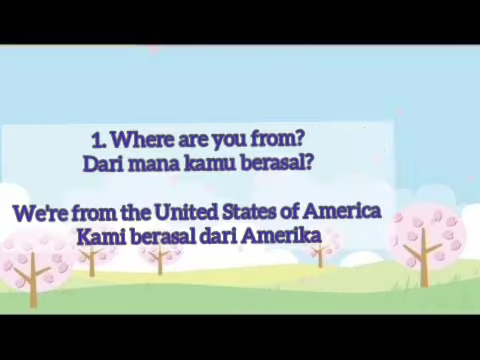 1. Where are you from?
Dari mana kamu berasal?
We're from the United States of America
Kami berasal dari Amerika